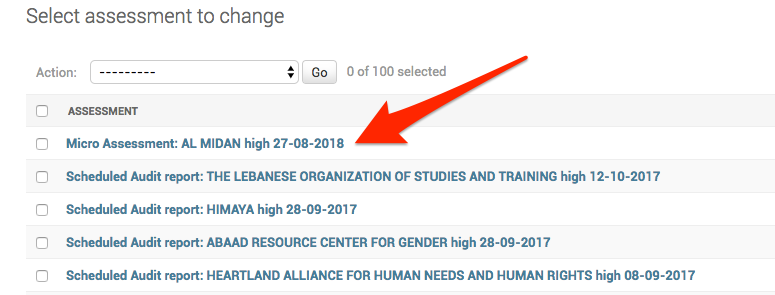 Select assessment to change
Action: --------- Go 0 of 100 selected
ASSESSMENT
Micro Assessment: AL MIDAN high 27-08-2018
Scheduled Audit report: THE LEBANESE ORGANIZATION OF STUDIES AND TRAINING high 12-10-2017
Scheduled Audit report: HIMAYA high 28-09-2017
Scheduled Audit report: ABAAD RESOURCE CENTER FOR GENDER high 28-09-2017
Scheduled Audit report: HEARTLAND ALLIANCE FOR HUMAN NEEDS AND HUMAN RIGHTS high 08-09-2017